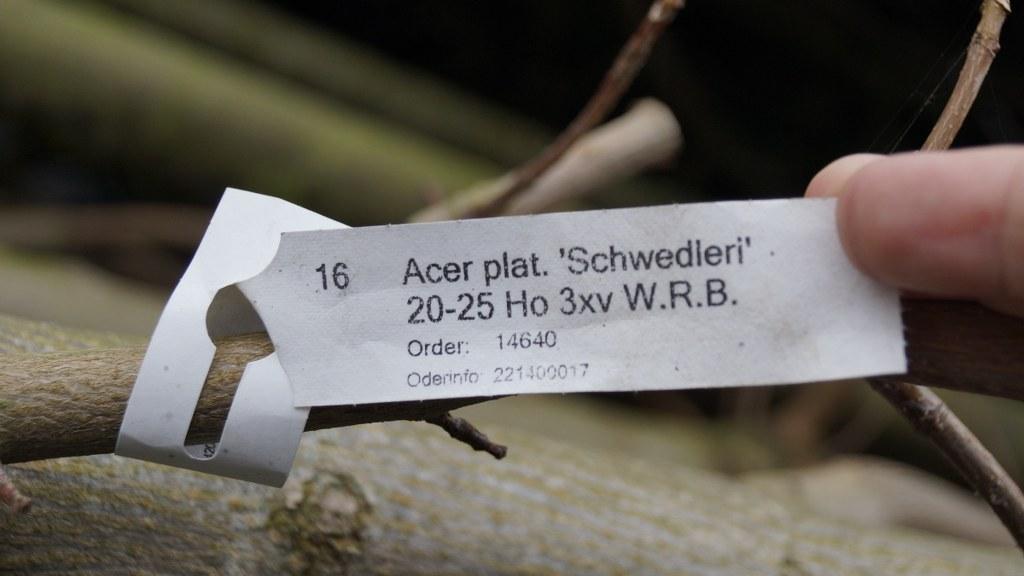 16 Acer plat. 'Schwedleri'
20-25 Ho 3xv W.R.B.
Order: 14640
Oderinfo: 221400017